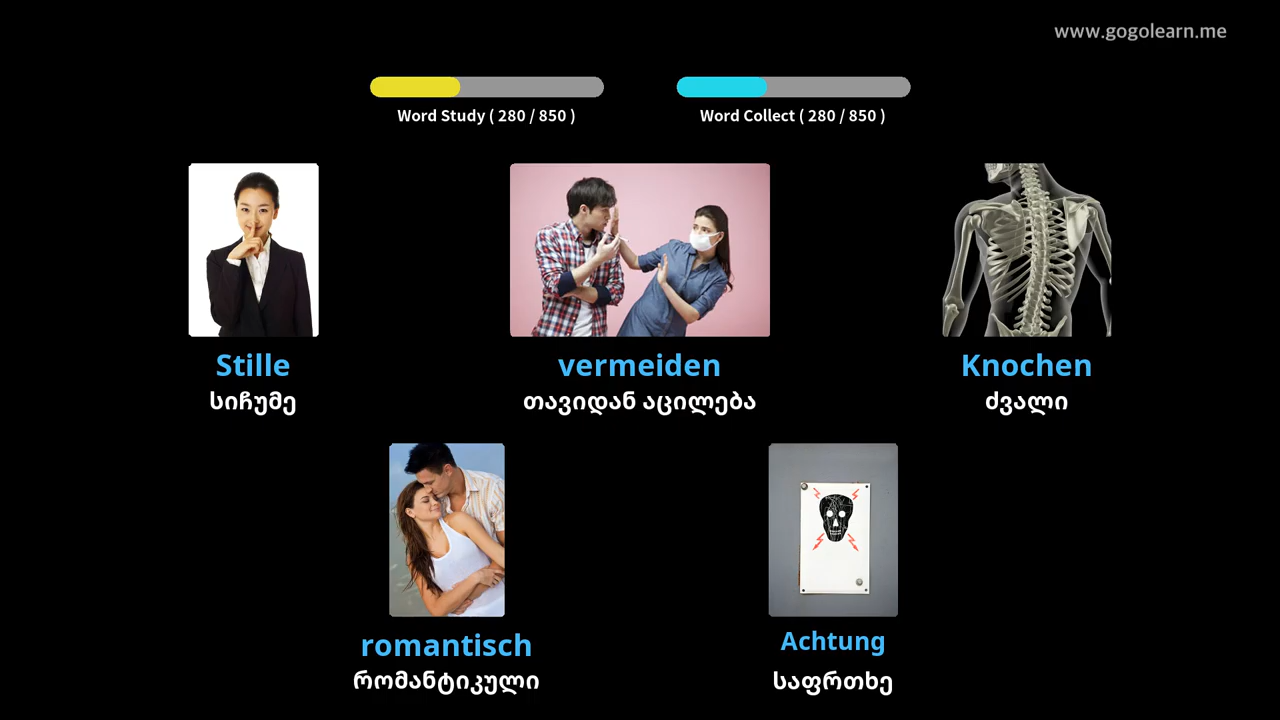 www.gogolearn.me
Word Study ( 280 / 850 )
Word Collect ( 280 / 850 )
Stille
სიჩუმე
vermeiden
თავიდან აცილება
Knochen
ძვალი
romantisch
რომანტიკული
Achtung
საფრთხე